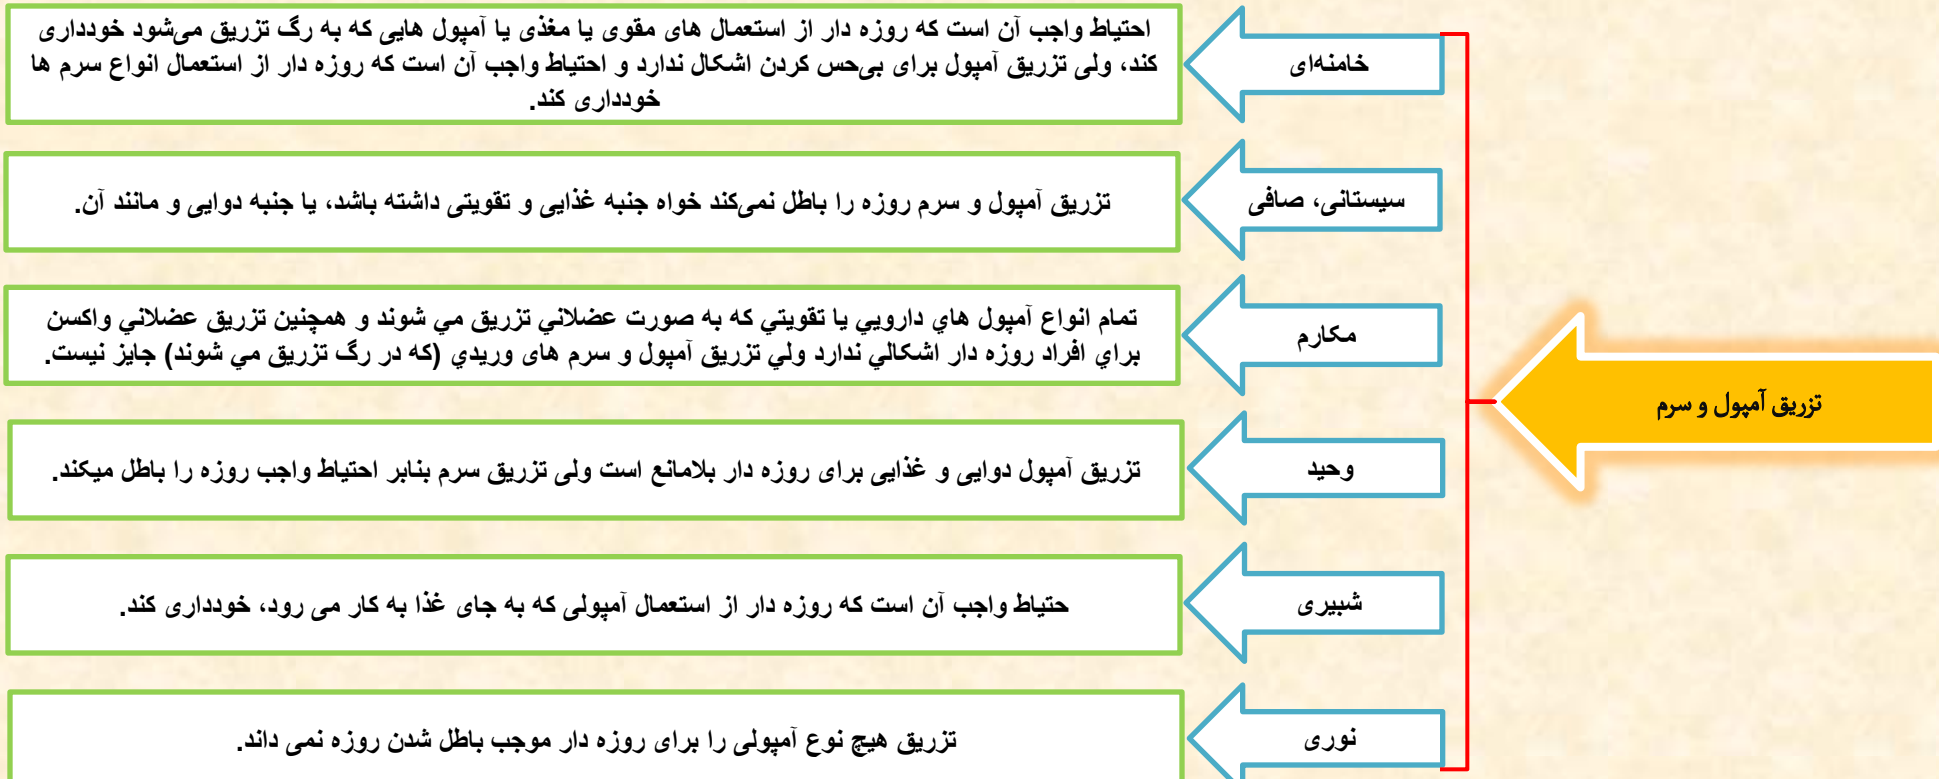 تزریق آمپول و سرم
خامنه‌ای
احتیاط واجب آن است که روزه دار از استعمال های مقوی یا مغذی یا آمپول هایی که به رگ تزریق می‌شود خودداری
کند، ولی تزریق آمپول برای بی‌حس کردن اشکال ندارد و احتیاط واجب آن است که روزه دار از استعمال انواع سرم ها
خودداری کند.
سیستانی، صافی
تزریق آمپول و سرم روزه را باطل نمی‌کند خواه جنبه غذایی و تقویتی داشته باشد، یا جنبه دوایی و مانند آن.
مکارم
تمام انواع آمپول هاي دارويي يا تقويتي که به صورت عضلاني تزريق مي شوند و همچنين تزريق عضلاني واکسن
براي افراد روزه دار اشکالي ندارد ولي تزريق آمپول و سرم های وريدي (که در رگ تزريق مي شوند) جايز نيست.
وحید
تزریق آمپول دوایی و غذایی برای روزه دار بلامانع است ولی تزریق سرم بنابر احتیاط واجب روزه را باطل میکند.
شبیری
حتیاط واجب آن است که روزه دار از استعمال آمپولی که به جای غذا به کار می رود، خودداری کند.
نوری
تزریق هیچ نوع آمپولی را برای روزه دار موجب باطل شدن روزه نمی داند.